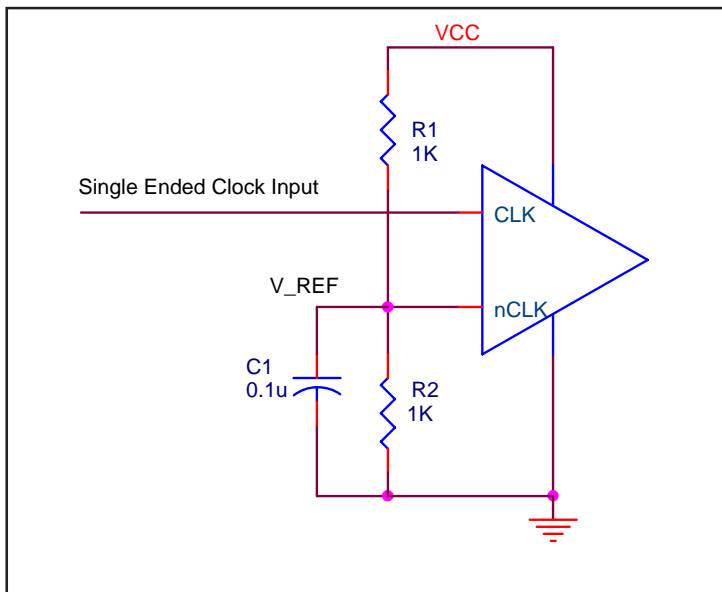 VCC
R1
1K
Single Ended Clock Input
CLK
V_REF
nCLK
C1
0.1u
R2
1K